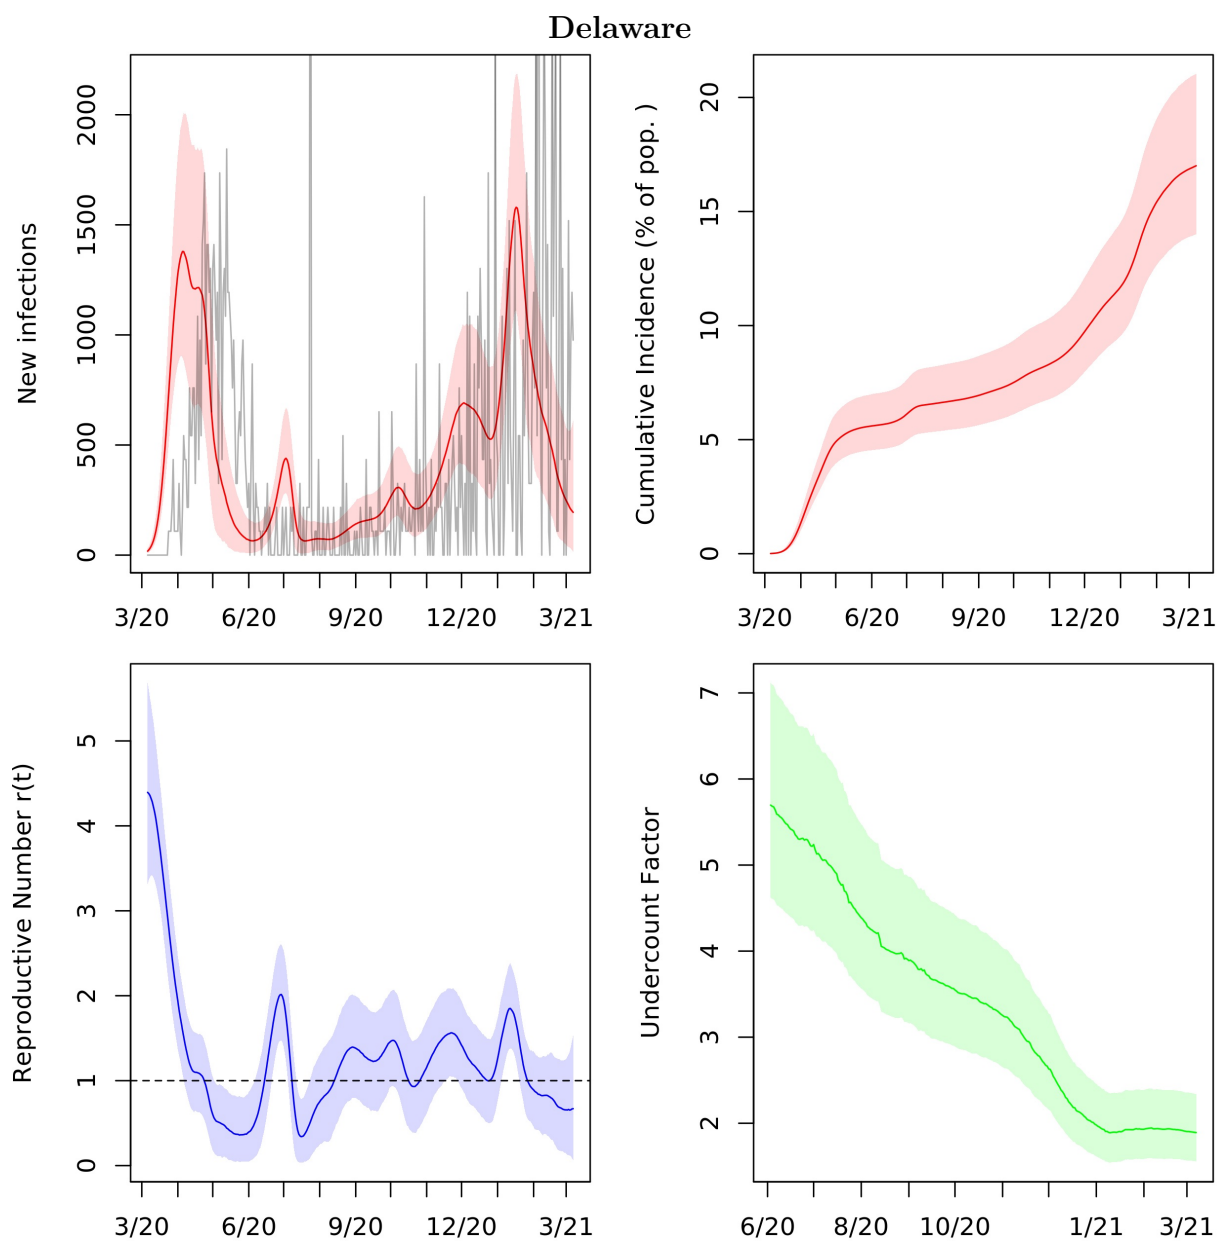 Delaware
New infections
2000
1500
1000
500
0
3/20 6/20 9/20 12/20 3/21
Cumulative Incidence (% of pop. )
20
15
10
5
0
3/20 6/20 9/20 12/20 3/21
Reproductive Number r(t)
5
4
3
2
1
0
3/20 6/20 9/20 12/20 3/21
Undercount Factor
7
6
5
4
3
2
6/20 8/20 10/20 1/21 3/21